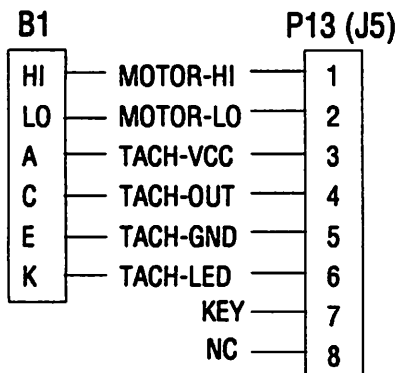 B1 P13 (J5)
HI MOTOR-HI 1
LO MOTOR-LO 2
A TACH-VCC 3
C TACH-OUT 4
E TACH-GND 5
K TACH-LED 6
KEY 7
NC 8